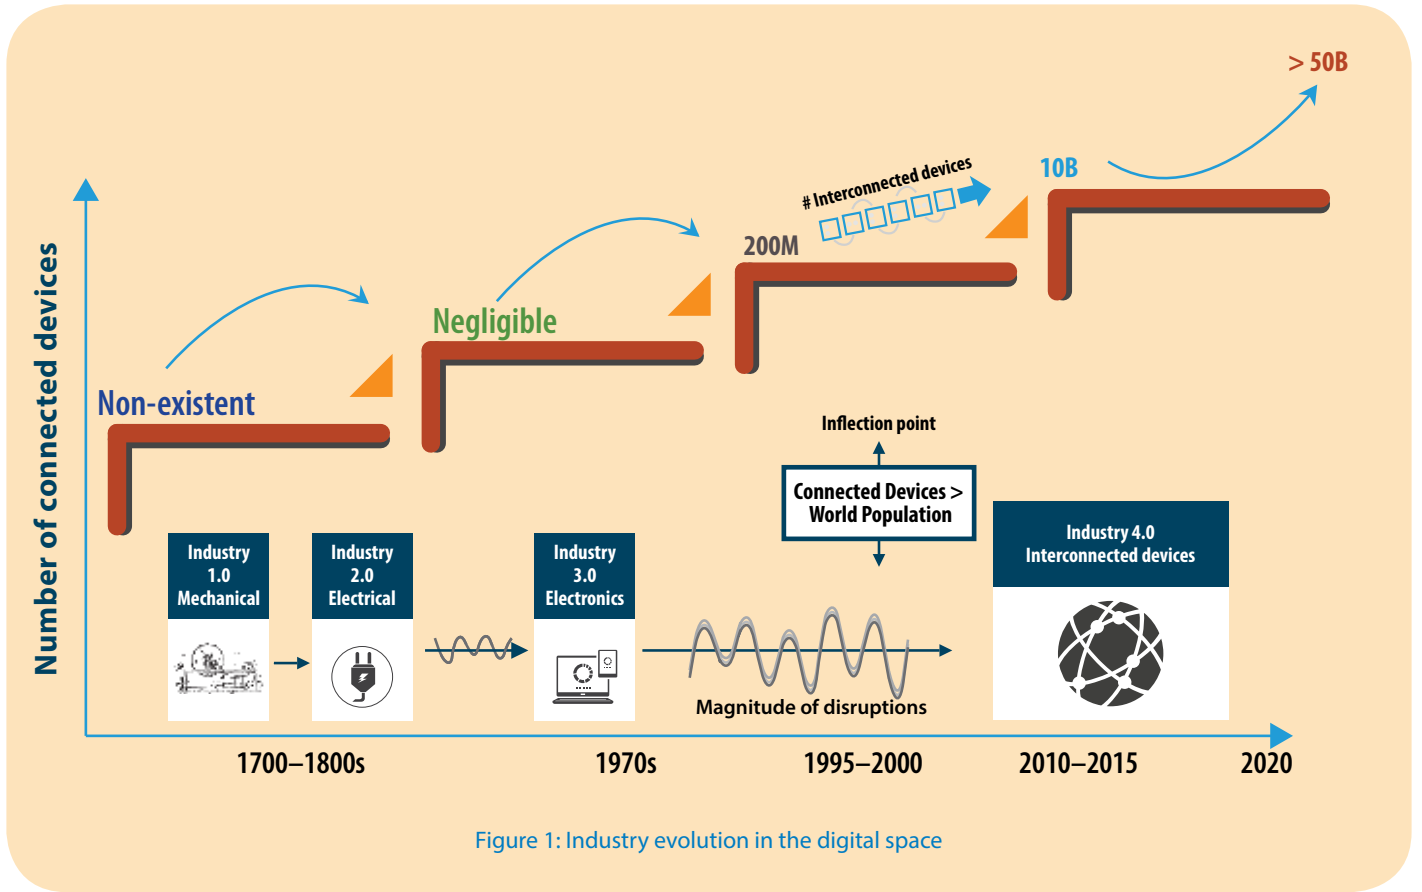 > 50B
10B
# Interconnected devices
200M
Negligible
Non-existent
Number of connected devices
Inflection point
Connected Devices >
World Population
Industry
1.0
Mechanical
Industry
2.0
Electrical
Industry
3.0
Electronics
Industry 4.0
Interconnected devices
Magnitude of disruptions
1700–1800s
1970s
1995–2000
2010–2015
2020
Figure 1: Industry evolution in the digital space